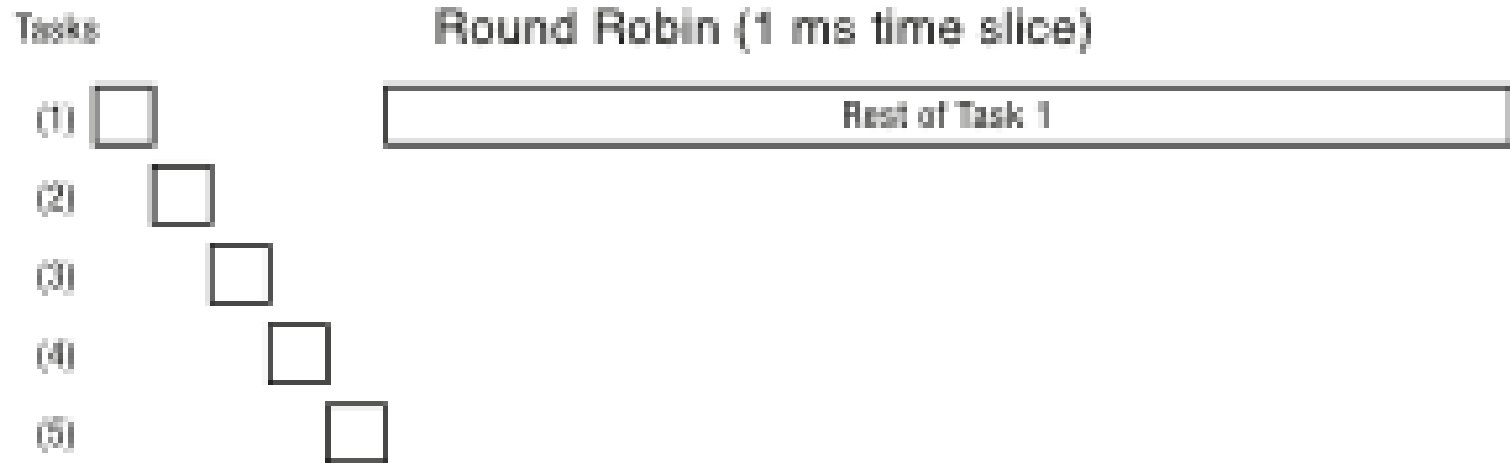 Tasks
Round Robin (1 ms time slice)
(1)
Rest of Task 1
(2)
(3)
(4)
(5)